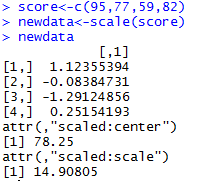 > score<-c(95,77,59,82)
> newdata<-scale(score)
> newdata
[,1]
[1,] 1.12355394
[2,] -0.08384731
[3,] -1.29124856
[4,] 0.25154193
attr(,"scaled:center")
[1] 78.25
attr(,"scaled:scale")
[1] 14.90805